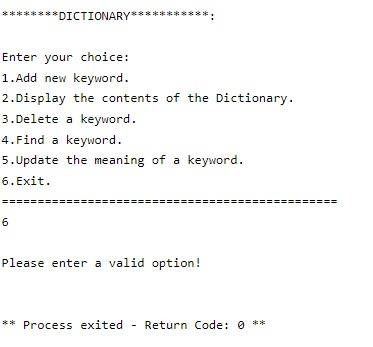 ********DICTIONARY***********:
Enter your choice:
1.Add new keyword.
2.Display the contents of the Dictionary.
3.Delete a keyword.
4.Find a keyword.
5.Update the meaning of a keyword.
6.Exit.
===============================================
6
Please enter a valid option!
** Process exited - Return Code: 0 **